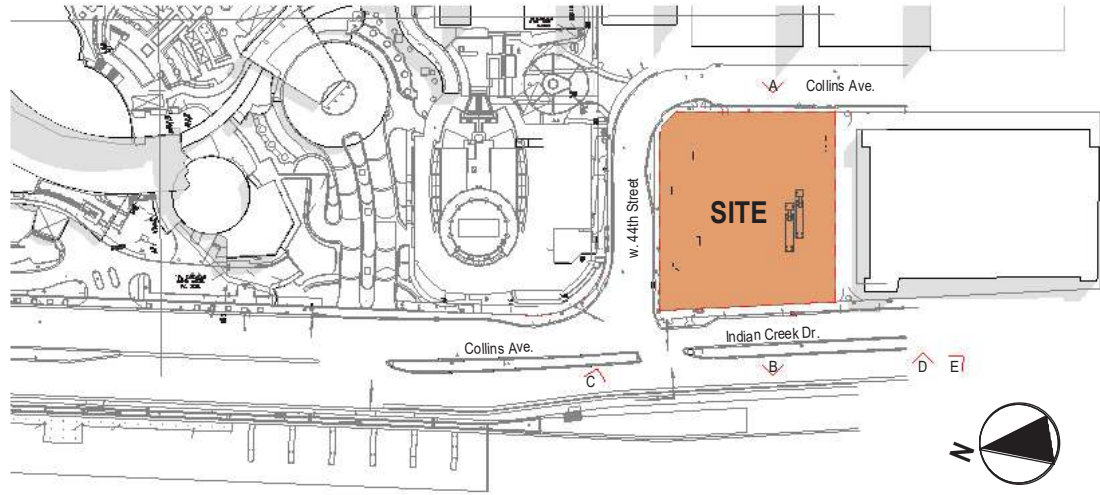 A
Collins Ave.
w. 44th Street
SITE
Indian Creek Dr.
Collins Ave.
B
C
D
E
N